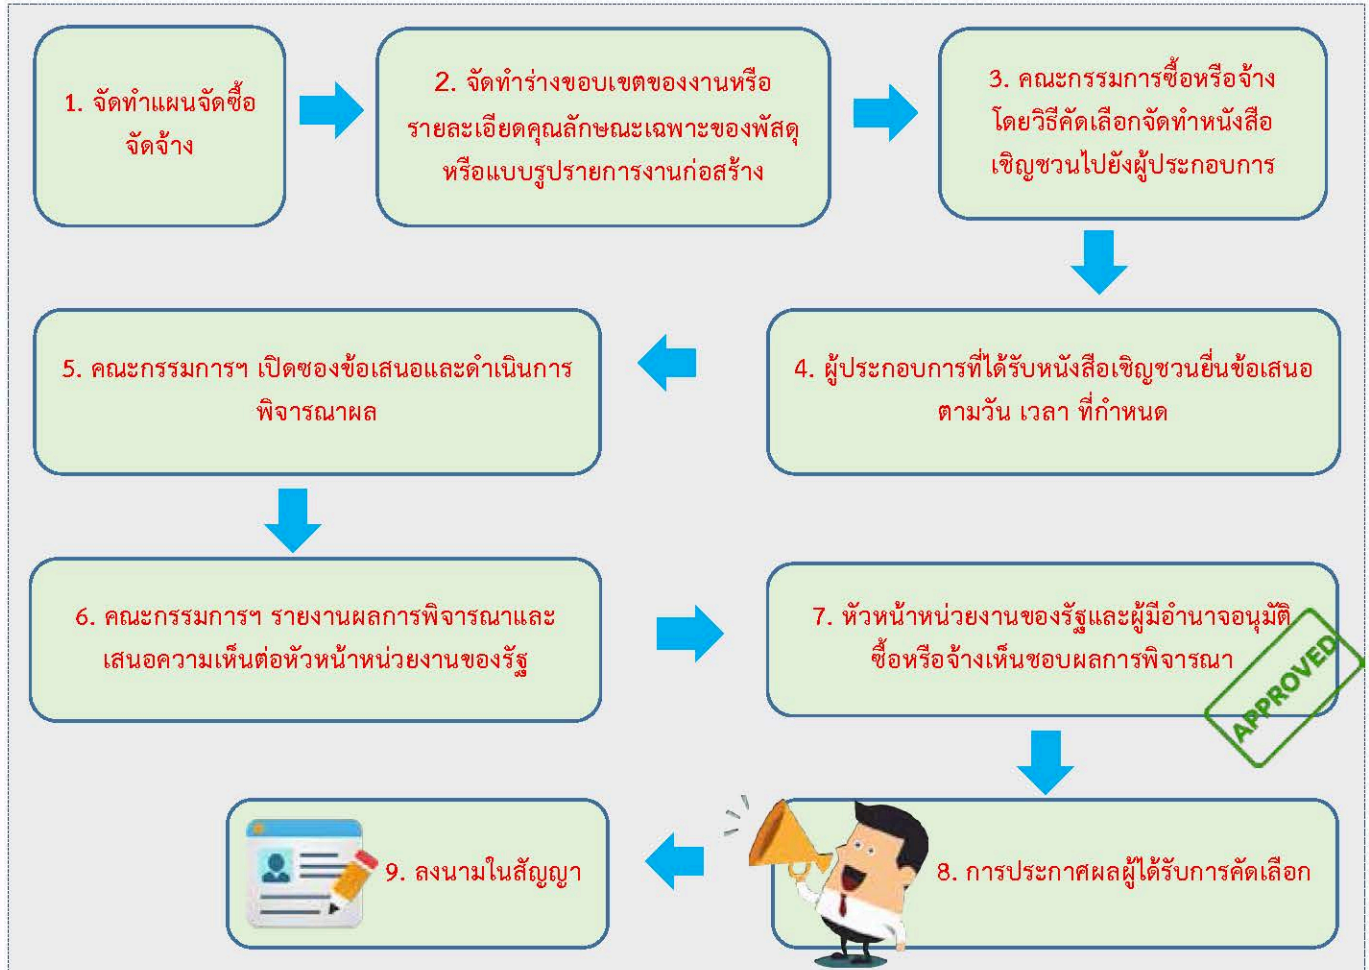 1. จัดทำแผนจัดซื้อ
จัดจ้าง
2. จัดทำร่างขอบเขตของงานหรือ
รายละเอียดคุณลักษณะเฉพาะของพัสดุ
หรือแบบรูปรายการงานก่อสร้าง
3. คณะกรรมการซื้อหรือจ้าง
โดยวิธีคัดเลือกจัดทำหนังสือ
เชิญชวนไปยังผู้ประกอบการ
4. ผู้ประกอบการที่ได้รับหนังสือเชิญชวนยื่นข้อเสนอ
ตามวัน เวลา ที่กำหนด
5. คณะกรรมการฯ เปิดซองข้อเสนอและดำเนินการ
พิจารณาผล
6. คณะกรรมการฯ รายงานผลการพิจารณาและ
เสนอความเห็นต่อหัวหน้าหน่วยงานของรัฐ
7. หัวหน้าหน่วยงานของรัฐและผู้มีอำนาจอนุมัติ
ซื้อหรือจ้างเห็นชอบผลการพิจารณา
APPROVED
8. การประกาศผลผู้ได้รับการคัดเลือก
9. ลงนามในสัญญา